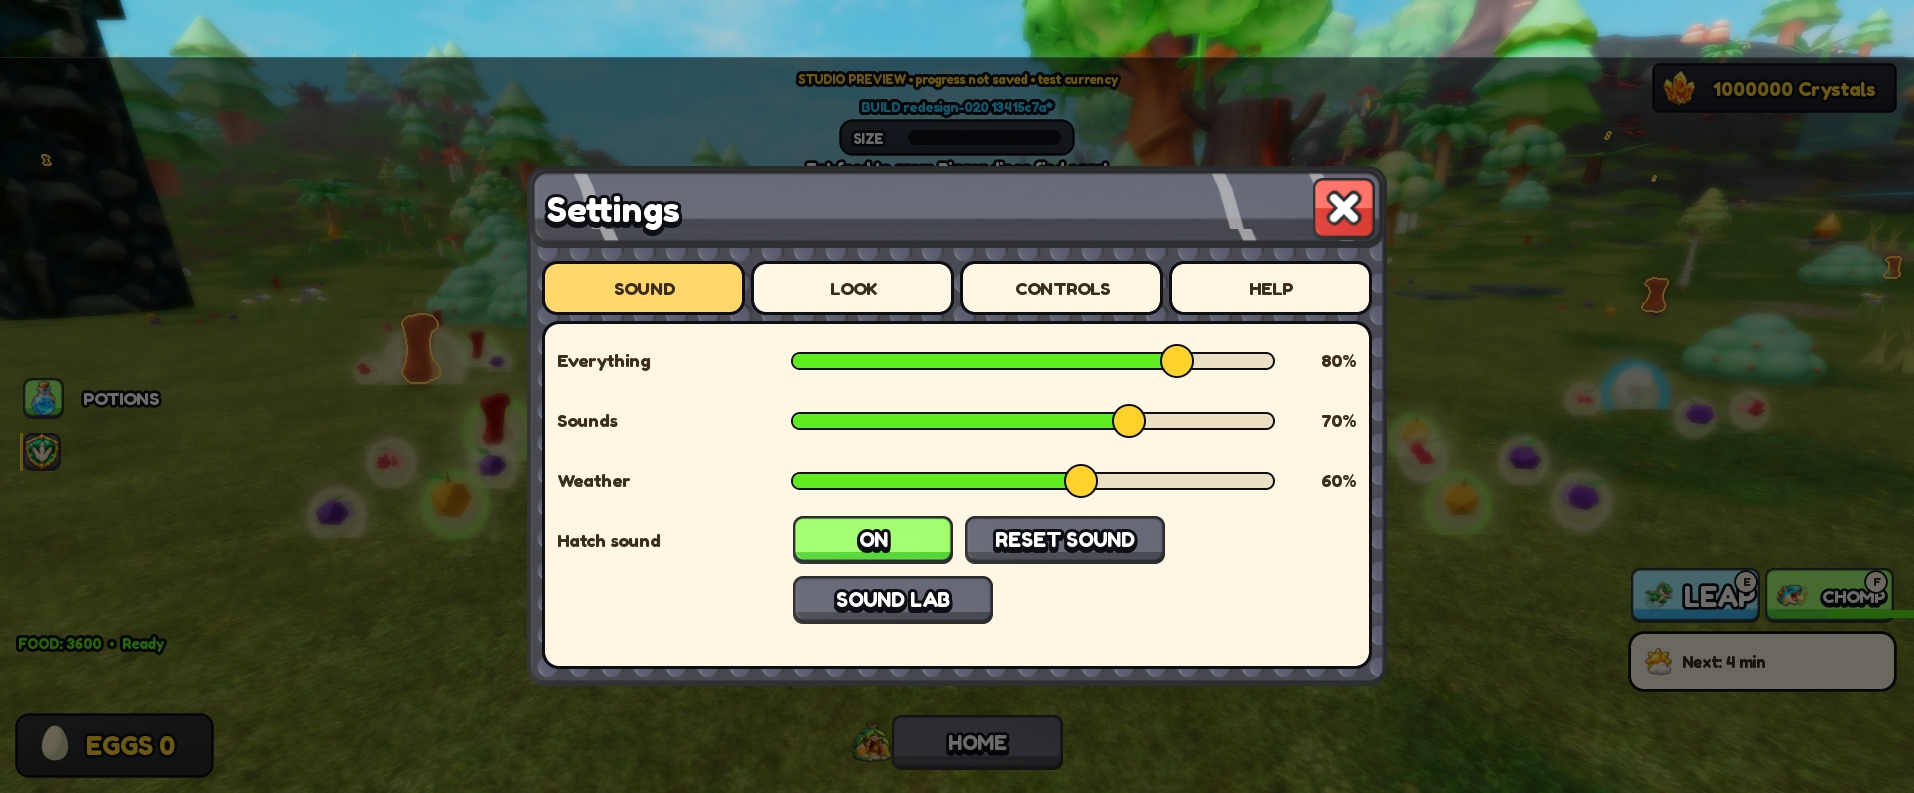 STUDIO PREVIEW • progress not saved • test currency
1000000 Crystals
BUILD redesign-020 13415c7a*
SIZE
Settings
SOUND
LOOK
CONTROLS
HELP
Everything
80%
Sounds
70%
POTIONS
Weather
60%
Hatch sound
ON
RESET SOUND
SOUND LAB
E
LEAP
F
CHOMP
FOOD: 3600 • Ready
Next: 4 min
EGGS 0
HOME